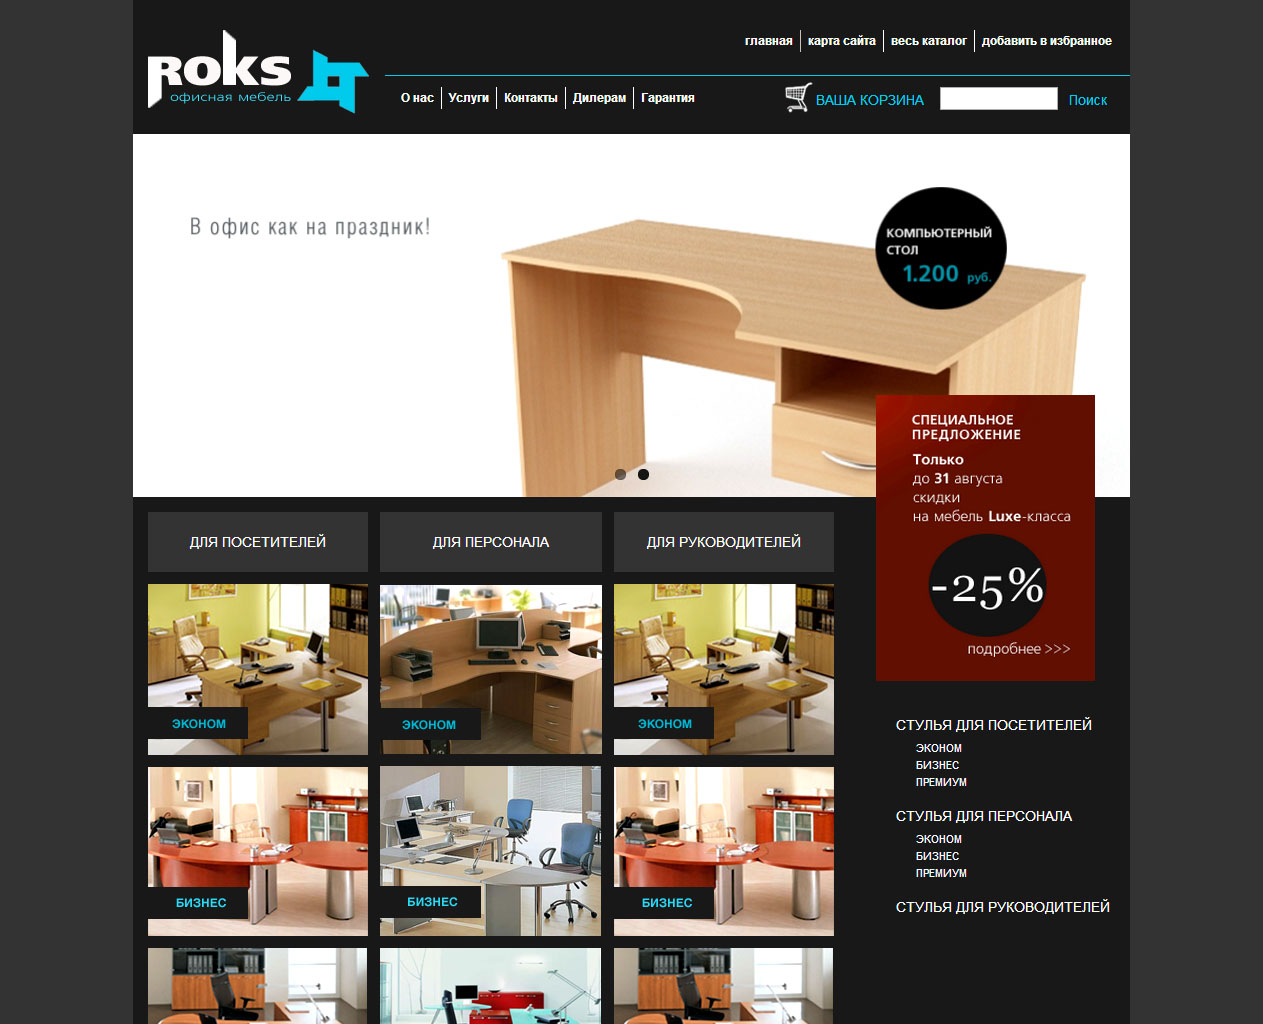 главная
карта сайта
весь каталог
добавить в избранное
roks
офисная мебель
О нас
Услуги
Контакты
Дилерам
Гарантия
ВАША КОРЗИНА
Поиск
В офис как на праздник!
КОМПЬЮТЕРНЫЙ
СТОЛ
1.200 руб.
СПЕЦИАЛЬНОЕ
ПРЕДЛОЖЕНИЕ
Только
до 31 августа
скидки
на мебель Luxe-класса
-25%
подробнее >>>
ДЛЯ ПОСЕТИТЕЛЕЙ
ДЛЯ ПЕРСОНАЛА
ДЛЯ РУКОВОДИТЕЛЕЙ
ЭКОНОМ
ЭКОНОМ
ЭКОНОМ
БИЗНЕС
БИЗНЕС
БИЗНЕС
СТУЛЬЯ ДЛЯ ПОСЕТИТЕЛЕЙ
ЭКОНОМ
БИЗНЕС
ПРЕМИУМ
СТУЛЬЯ ДЛЯ ПЕРСОНАЛА
ЭКОНОМ
БИЗНЕС
ПРЕМИУМ
СТУЛЬЯ ДЛЯ РУКОВОДИТЕЛЕЙ